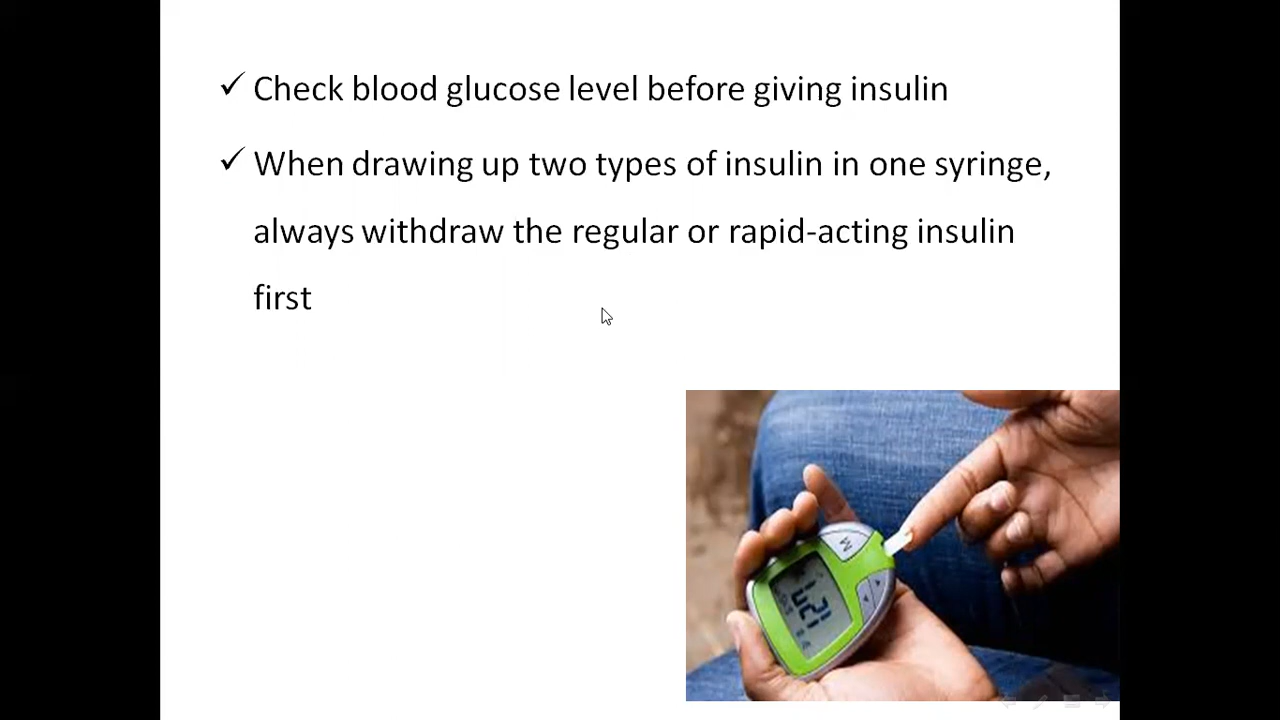 ✓ Check blood glucose level before giving insulin
✓ When drawing up two types of insulin in one syringe,
always withdraw the regular or rapid-acting insulin
first
M